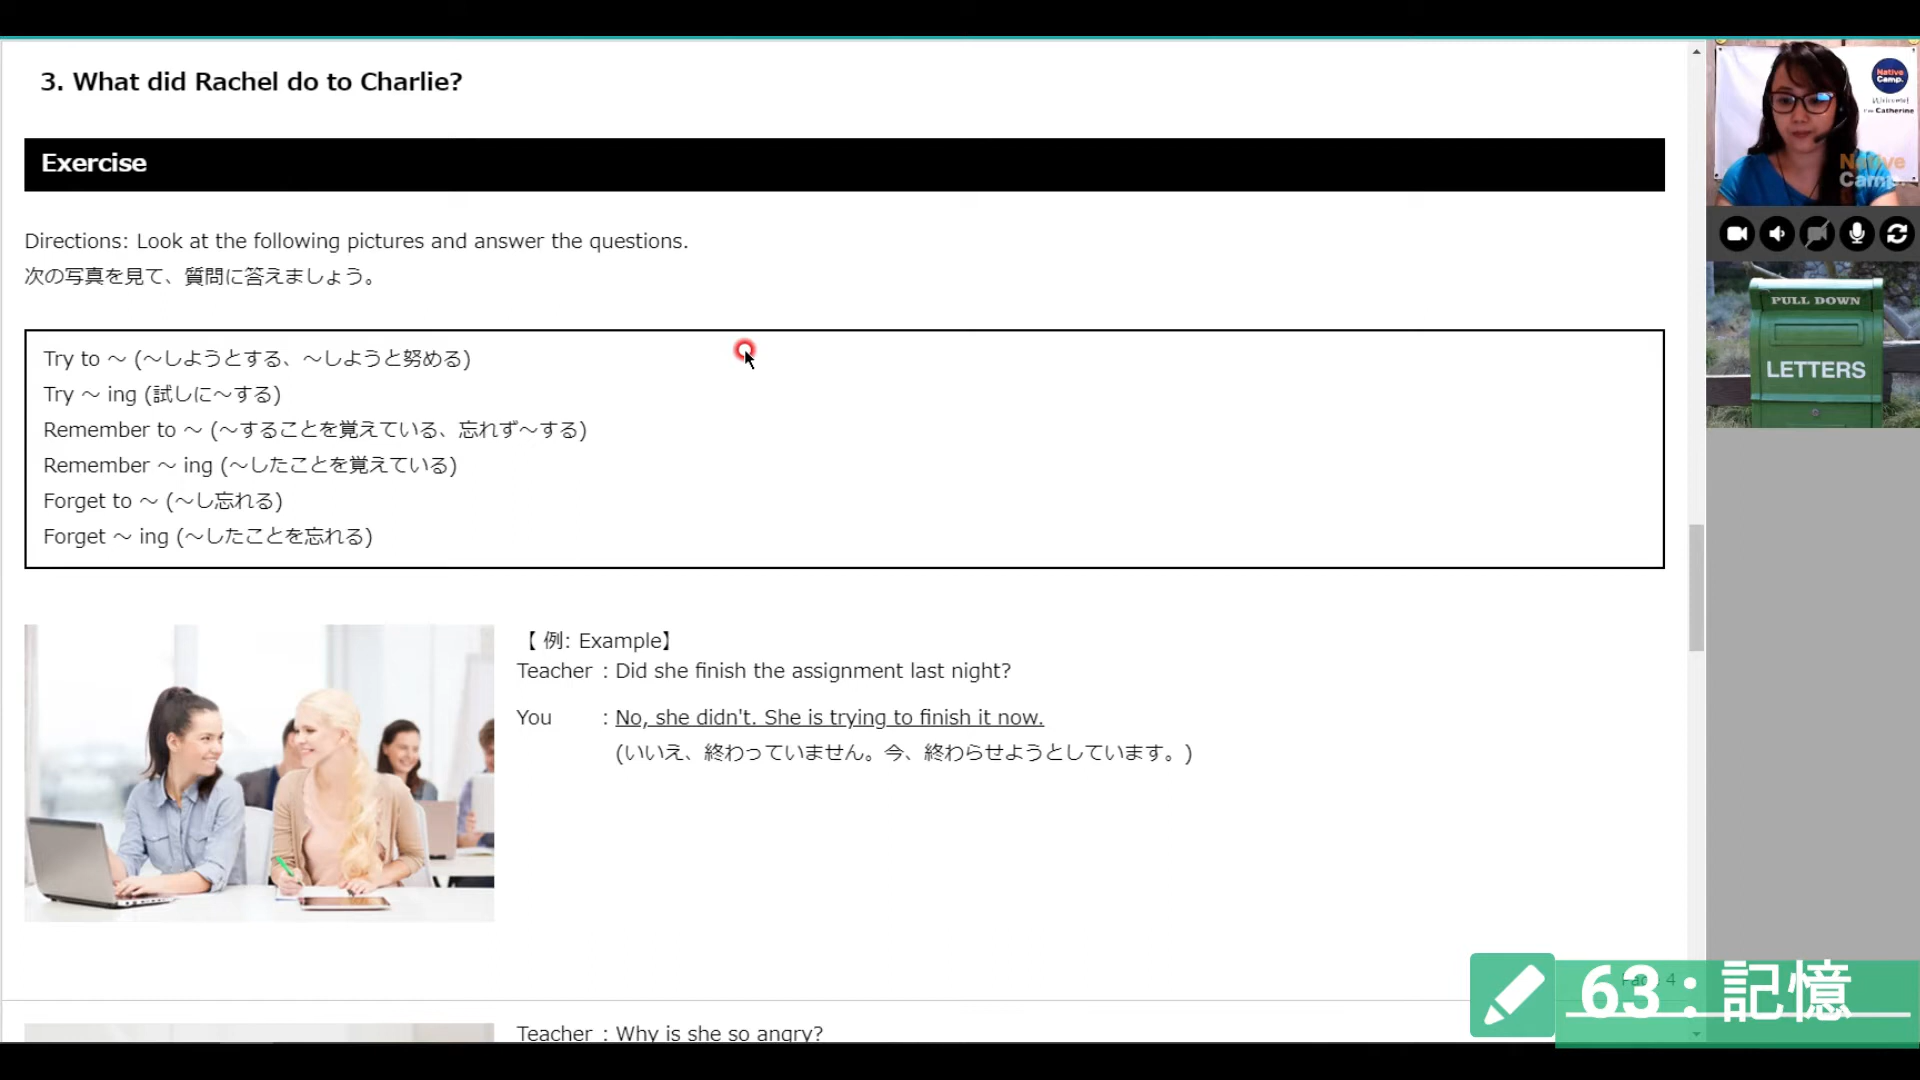 3. What did Rachel do to Charlie?
Exercise
Directions: Look at the following pictures and answer the questions.
次の写真を見て、質問に答えましょう。
Try to ～ (～しようとする、～しようと努める)
Try ～ ing (試しに～する)
Remember to ～ (～することを覚えている、忘れず～する)
Remember ～ ing (～したことを覚えている)
Forget to ～ (～し忘れる)
Forget ～ ing (～したことを忘れる)
【 例: Example】
Teacher : Did she finish the assignment last night?
You : No, she didn't. She is trying to finish it now.
(いいえ、終わっていません。今、終わらせようとしています。)
Teacher : Why is she so angry?
Native
Camp.
Welcome!
I'm Catherine
Native
Camp.
PULL DOWN
LETTERS
Page 4
63：記憶